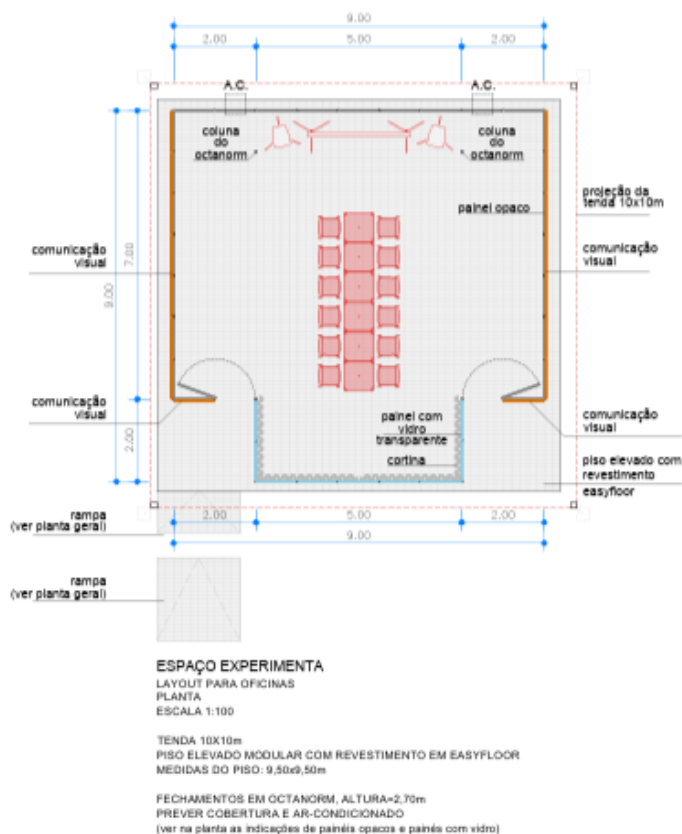 9.00
2.00 5.00 2.00
A.C. A.C.
coluna
do
octanorm
coluna
do
octanorm
projeção da
tenda 10x10m
painel opaco
comunicação
visual
comunicação
visual
7.00
9.00
comunicação
visual
painel com
vidro
transparente
comunicação
visual
2.00
cortina
piso elevado com
revestimento
easyfloor
rampa
(ver planta geral)
2.00 5.00 2.00
9.00
rampa
(ver planta geral)
ESPAÇO EXPERIMENTA
LAYOUT PARA OFICINAS
PLANTA
ESCALA 1:100
TENDA 10X10m
PISO ELEVADO MODULAR COM REVESTIMENTO EM EASYFLOOR
MEDIDAS DO PISO: 9,50x9,50m
FECHAMENTOS EM OCTANORM, ALTURA=2,70m
PREVER COBERTURA E AR-CONDICIONADO
(ver na planta as indicações de painéis opacos e painés com vidro)